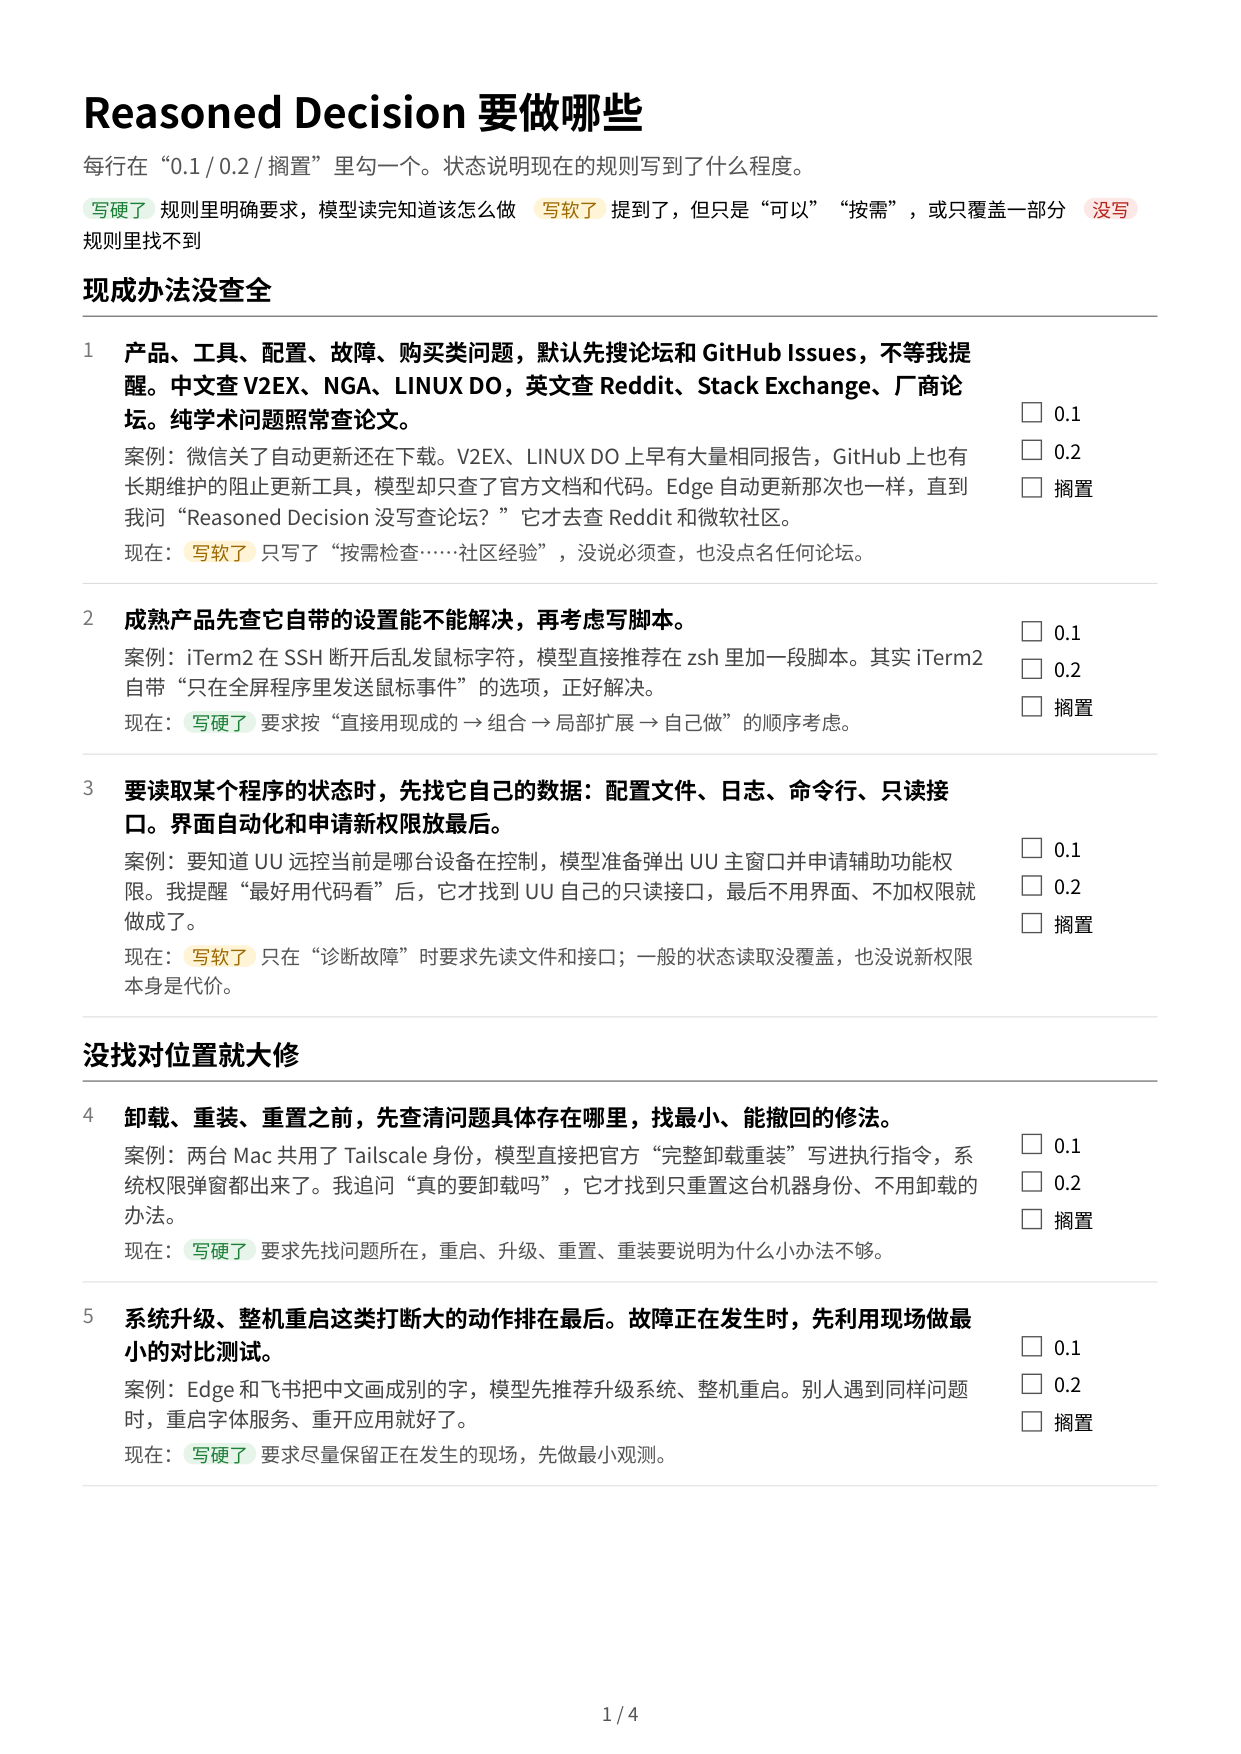 Reasoned Decision 要做哪些
每行在“0.1 / 0.2 / 搁置”里勾一个。状态说明现在的规则写到了什么程度。
写硬了 规则里明确要求，模型读完知道该怎么做 写软了 提到了，但只是“可以”“按需”，或只覆盖一部分 没写
规则里找不到
现成办法没查全
1 产品、工具、配置、故障、购买类问题，默认先搜论坛和 GitHub Issues，不等我提
醒。中文查 V2EX、NGA、LINUX DO，英文查 Reddit、Stack Exchange、厂商论
坛。纯学术问题照常查论文。
案例：微信关了自动更新还在下载。V2EX、LINUX DO 上早有大量相同报告，GitHub 上也有
长期维护的阻止更新工具，模型却只查了官方文档和代码。Edge 自动更新那次也一样，直到
我问“Reasoned Decision 没写查论坛？”它才去查 Reddit 和微软社区。
现在： 写软了 只写了“按需检查……社区经验”，没说必须查，也没点名任何论坛。
0.1
0.2
搁置
2 成熟产品先查它自带的设置能不能解决，再考虑写脚本。
案例：iTerm2 在 SSH 断开后乱发鼠标字符，模型直接推荐在 zsh 里加一段脚本。其实 iTerm2
自带“只在全屏程序里发送鼠标事件”的选项，正好解决。
现在： 写硬了 要求按“直接用现成的 → 组合 → 局部扩展 → 自己做”的顺序考虑。
0.1
0.2
搁置
3 要读取某个程序的状态时，先找它自己的数据：配置文件、日志、命令行、只读接
口。界面自动化和申请新权限放最后。
案例：要知道 UU 远控当前是哪台设备在控制，模型准备弹出 UU 主窗口并申请辅助功能权
限。我提醒“最好用代码看”后，它才找到 UU 自己的只读接口，最后不用界面、不加权限就
做成了。
现在： 写软了 只在“诊断故障”时要求先读文件和接口；一般的状态读取没覆盖，也没说新权限
本身是代价。
0.1
0.2
搁置
没找对位置就大修
4 卸载、重装、重置之前，先查清问题具体存在哪里，找最小、能撤回的修法。
案例：两台 Mac 共用了 Tailscale 身份，模型直接把官方“完整卸载重装”写进执行指令，系
统权限弹窗都出来了。我追问“真的要卸载吗”，它才找到只重置这台机器身份、不用卸载的
办法。
现在： 写硬了 要求先找问题所在，重启、升级、重置、重装要说明为什么小办法不够。
0.1
0.2
搁置
5 系统升级、整机重启这类打断大的动作排在最后。故障正在发生时，先利用现场做最
小的对比测试。
案例：Edge 和飞书把中文画成别的字，模型先推荐升级系统、整机重启。别人遇到同样问题
时，重启字体服务、重开应用就好了。
现在： 写硬了 要求尽量保留正在发生的现场，先做最小观测。
0.1
0.2
搁置
1 / 4